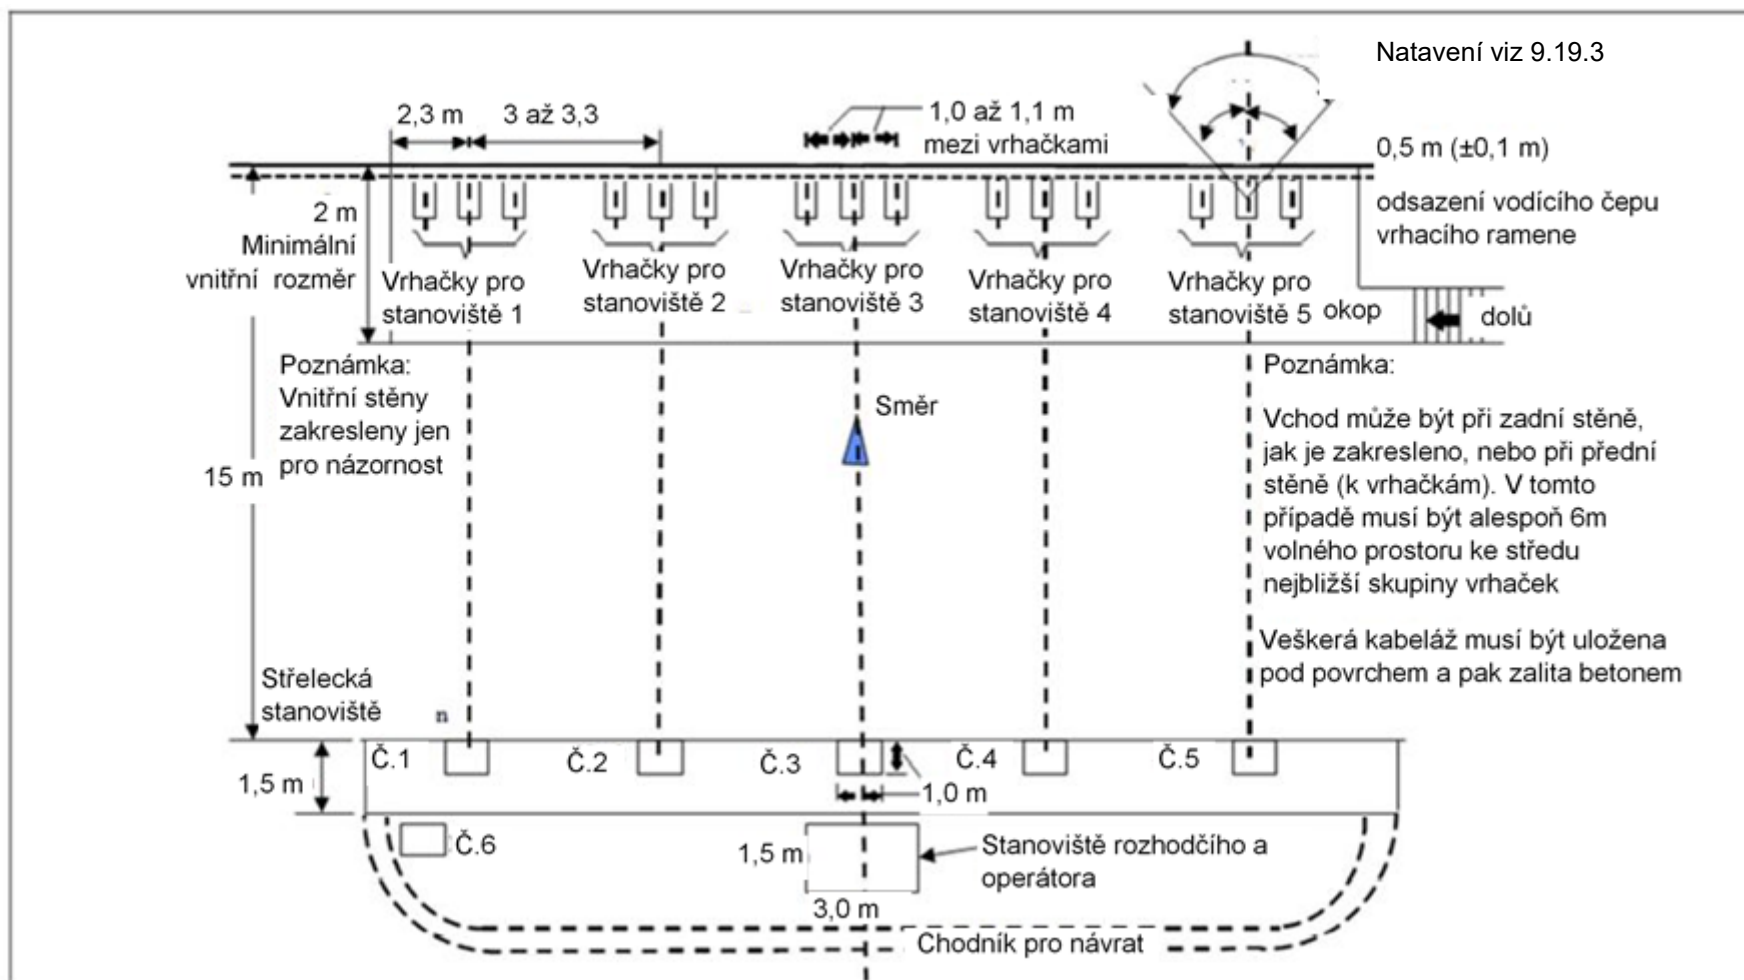 Natavení viz 9.19.3
2,3 m
3 až 3,3
1,0 až 1,1 m
mezi vrhačkami
0,5 m (±0,1 m)
odsazení vodícího čepu
vrhacího ramene
2 m
Minimální
vnitřní rozměr
Vrhačky pro
stanoviště 1
Vrhačky pro
stanoviště 2
Vrhačky pro
stanoviště 3
Vrhačky pro
stanoviště 4
Vrhačky pro
stanoviště 5
okop
dolů
Poznámka:
Vnitřní stěny
zakresleny jen
pro názornost
15 m
Směr
Poznámka:
Vchod může být při zadní stěně,
jak je zakresleno, nebo při přední
stěně (k vrhačkám). V tomto
případě musí být alespoň 6m
volného prostoru ke středu
nejbližší skupiny vrhaček
Veškerá kabeláž musí být uložena
pod povrchem a pak zalita betonem
Střelecká
stanoviště
n
Č.1
Č.2
Č.3
Č.4
Č.5
1,5 m
1,0 m
Č.6
1,5 m
3,0 m
Stanoviště rozhodčího a
operátora
Chodník pro návrat